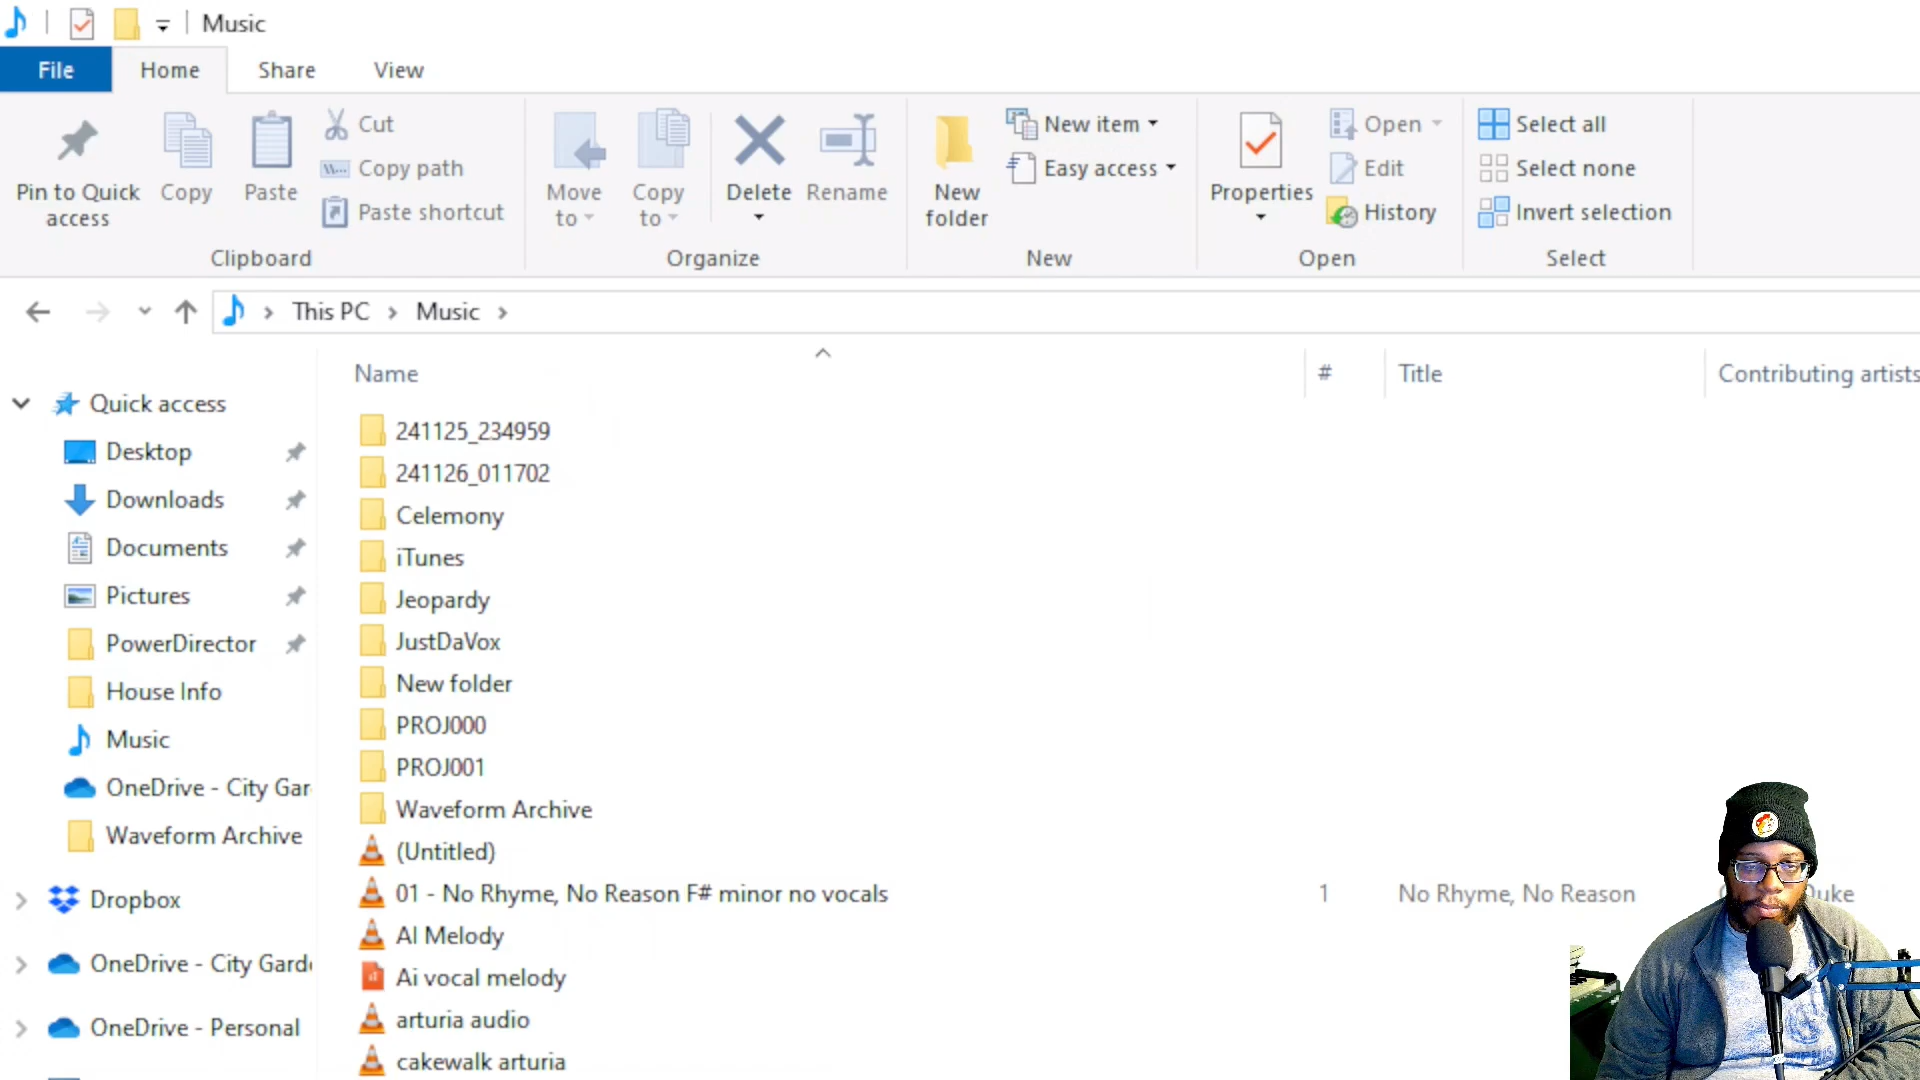 Music
File
Home
Share
View
Pin to Quick access
Copy
Paste
Cut
Copy path
Paste shortcut
Clipboard
Move to
Copy to
Delete
Rename
Organize
New folder
New item
Easy access
New
Properties
Open
Edit
History
Open
Select all
Select none
Invert selection
Select
This PC
Music
Name
#
Title
Contributing artists
Quick access
Desktop
Downloads
Documents
Pictures
PowerDirector
House Info
Music
OneDrive - City Gar
Waveform Archive
Dropbox
OneDrive - City Gard
OneDrive - Personal
241125_234959
241126_011702
Celemony
iTunes
Jeopardy
JustDaVox
New folder
PROJ000
PROJ001
Waveform Archive
(Untitled)
01 - No Rhyme, No Reason F# minor no vocals
1
No Rhyme, No Reason
Duke
AI Melody
Ai vocal melody
arturia audio
cakewalk arturia